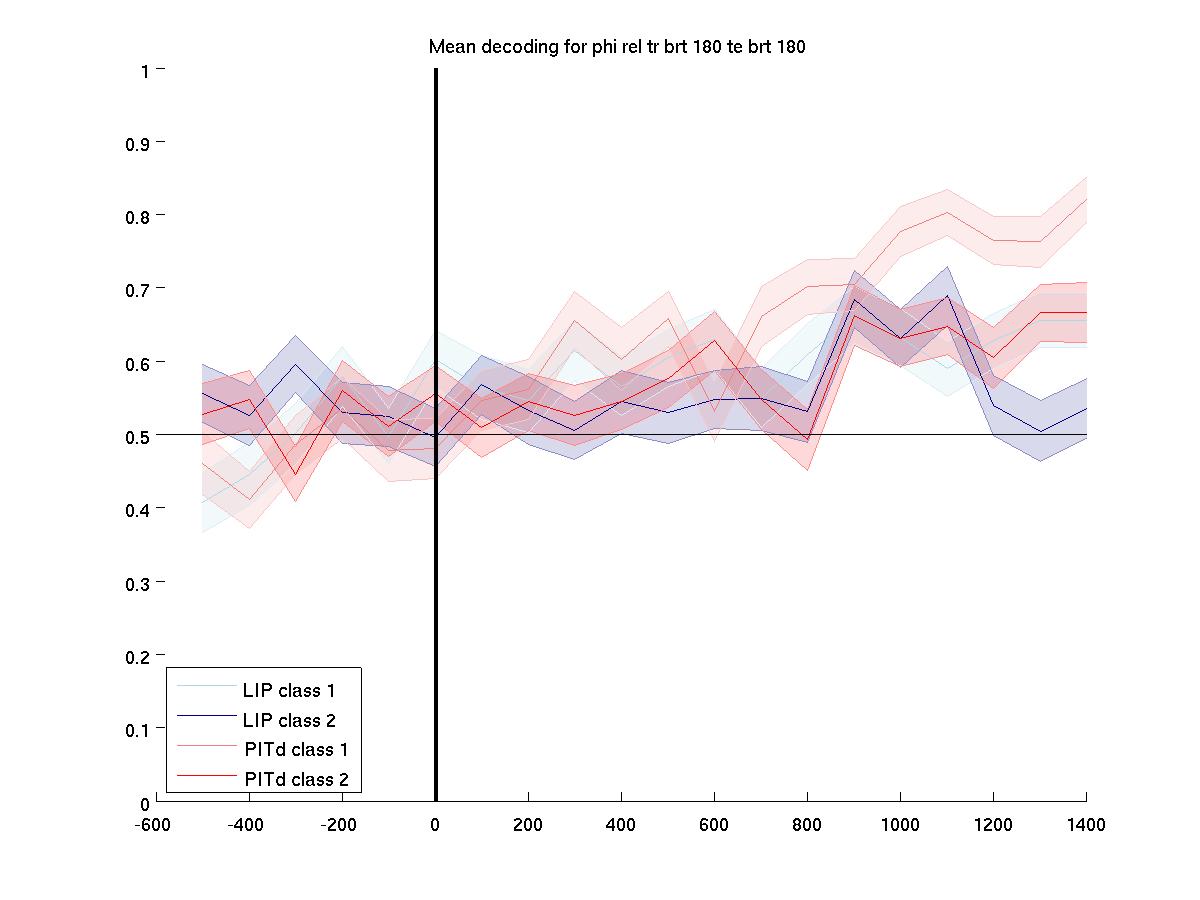 Mean decoding for phi rel tr brt 180 te brt 180
1
0.9
0.8
0.7
0.6
0.5
0.4
0.3
0.2
0.1
0
LIP class 1
LIP class 2
PITd class 1
PITd class 2
-600 -400 -200 0 200 400 600 800 1000 1200 1400